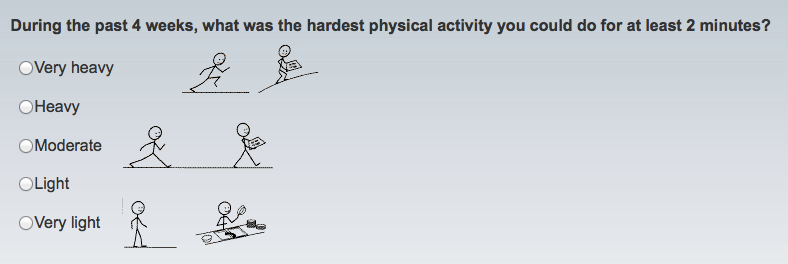 During the past 4 weeks, what was the hardest physical activity you could do for at least 2 minutes?
Very heavy
Heavy
Moderate
Light
Very light